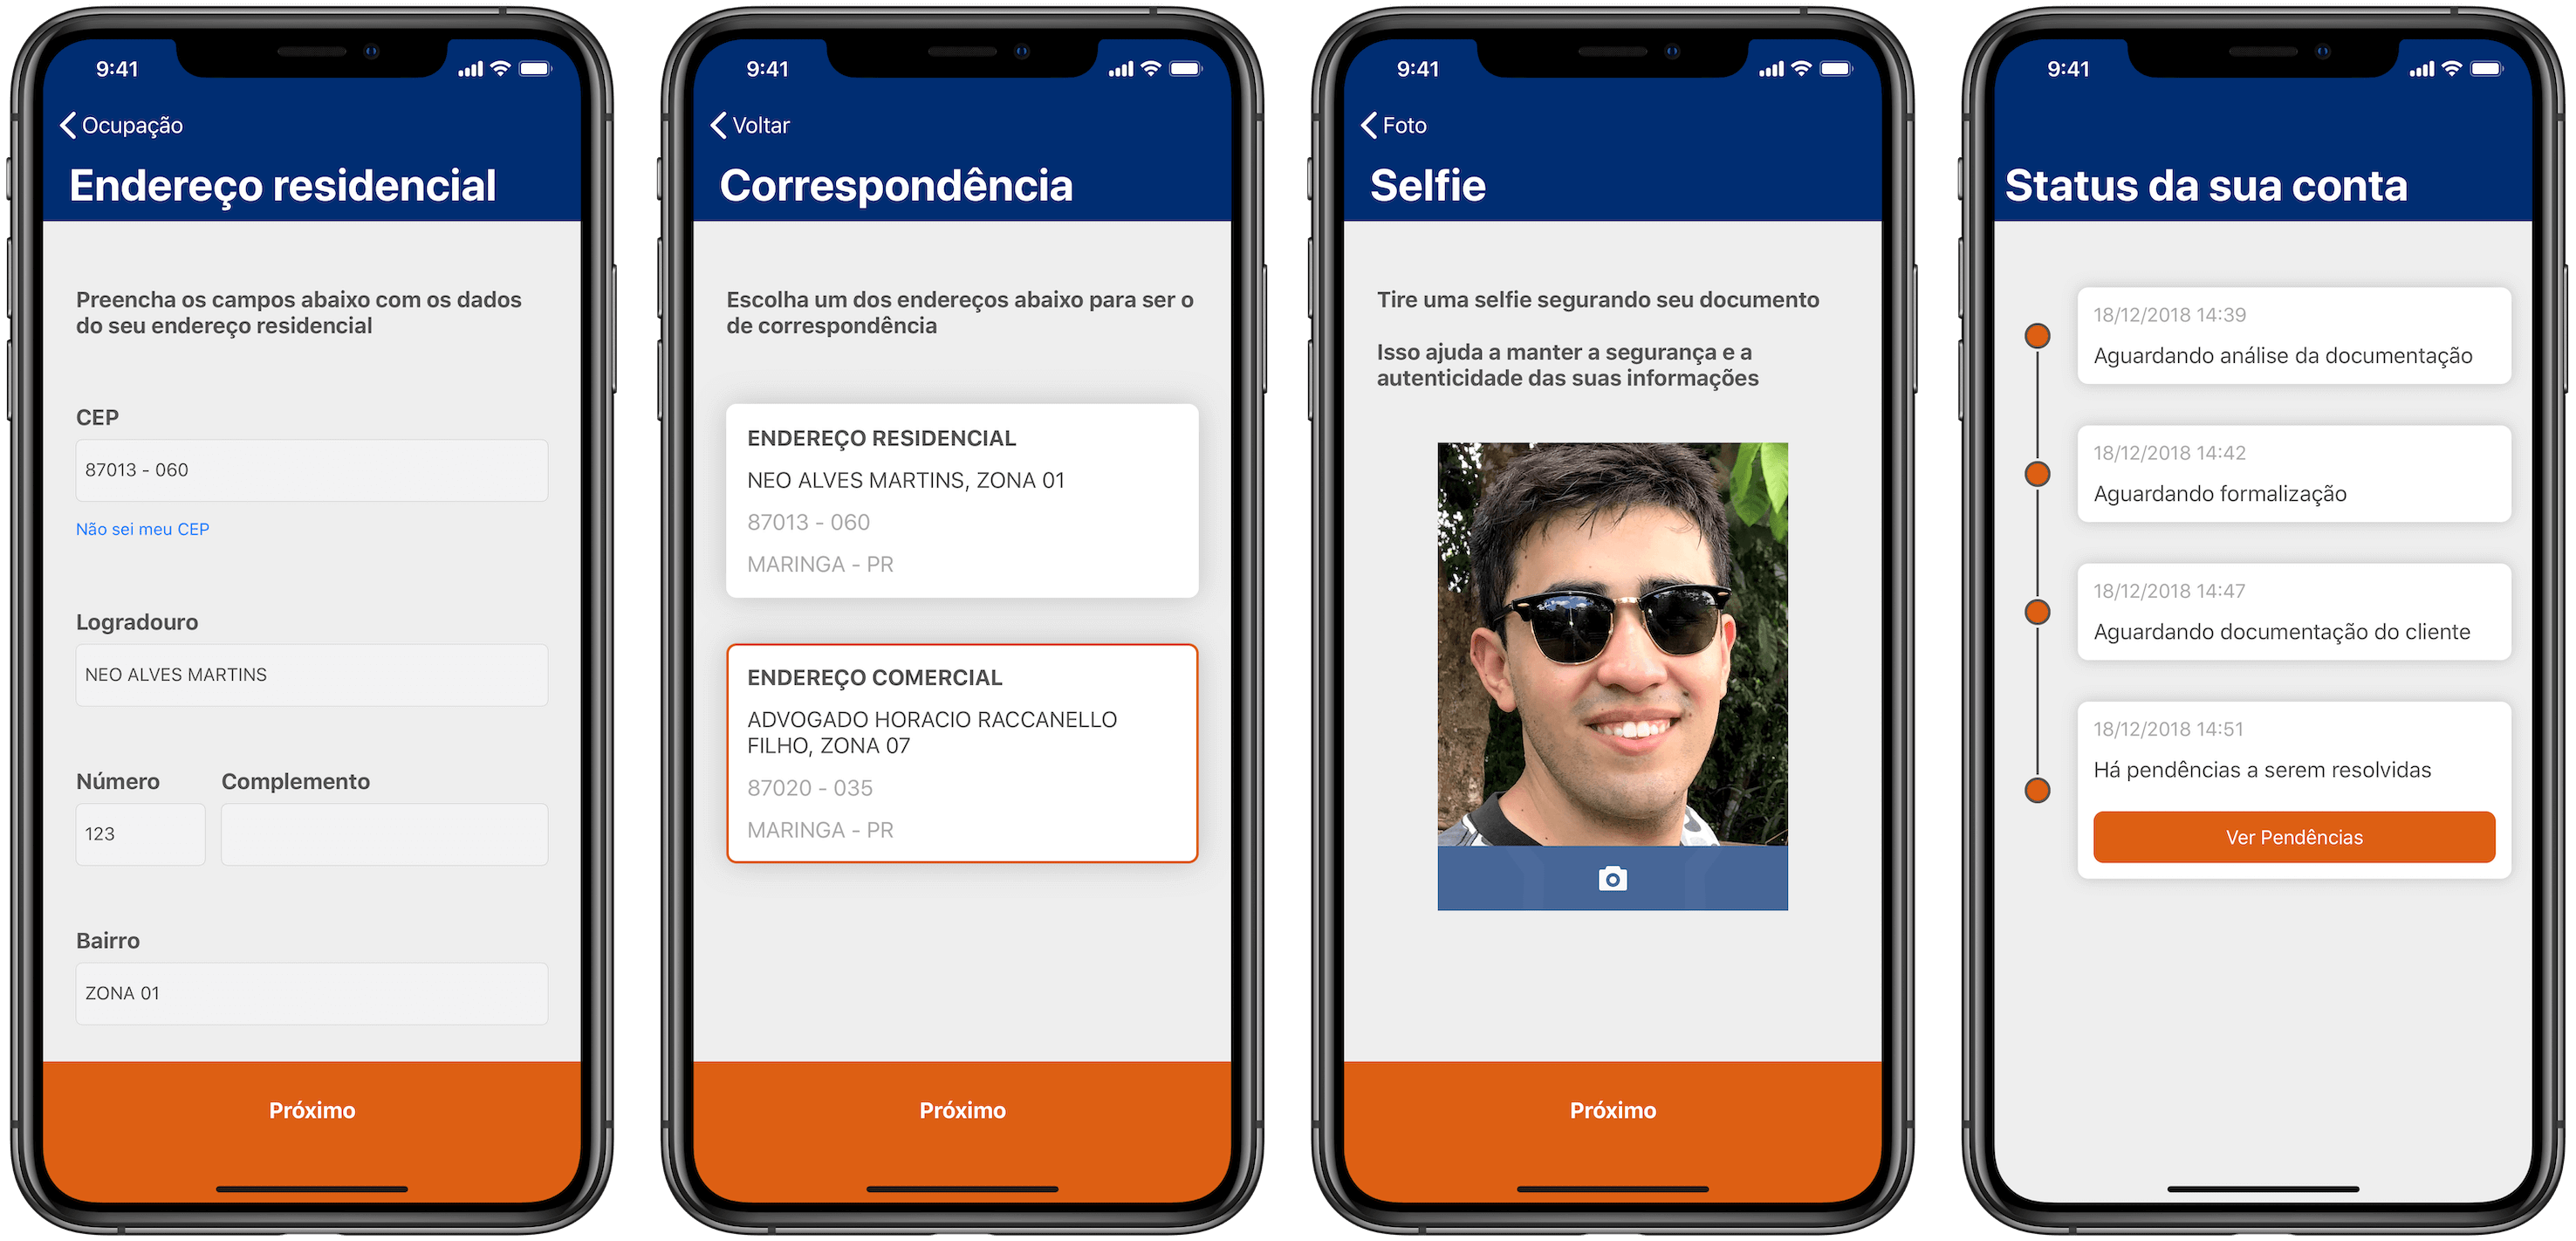 9:41
Ocupação
Endereço residencial
Preencha os campos abaixo com os dados
do seu endereço residencial
CEP
87013 - 060
Não sei meu CEP
Logradouro
NEO ALVES MARTINS
Número Complemento
123
Bairro
ZONA 01
Próximo
9:41
Voltar
Correspondência
Escolha um dos endereços abaixo para ser o
de correspondência
ENDEREÇO RESIDENCIAL
NEO ALVES MARTINS, ZONA 01
87013 - 060
MARINGA - PR
ENDEREÇO COMERCIAL
ADVOGADO HORACIO RACCANELLO
FILHO, ZONA 07
87020 - 035
MARINGA - PR
Próximo
9:41
Foto
Selfie
Tire uma selfie segurando seu documento
Isso ajuda a manter a segurança e a
autenticidade das suas informações
Próximo
9:41
Status da sua conta
18/12/2018 14:39
Aguardando análise da documentação
18/12/2018 14:42
Aguardando formalização
18/12/2018 14:47
Aguardando documentação do cliente
18/12/2018 14:51
Há pendências a serem resolvidas
Ver Pendências